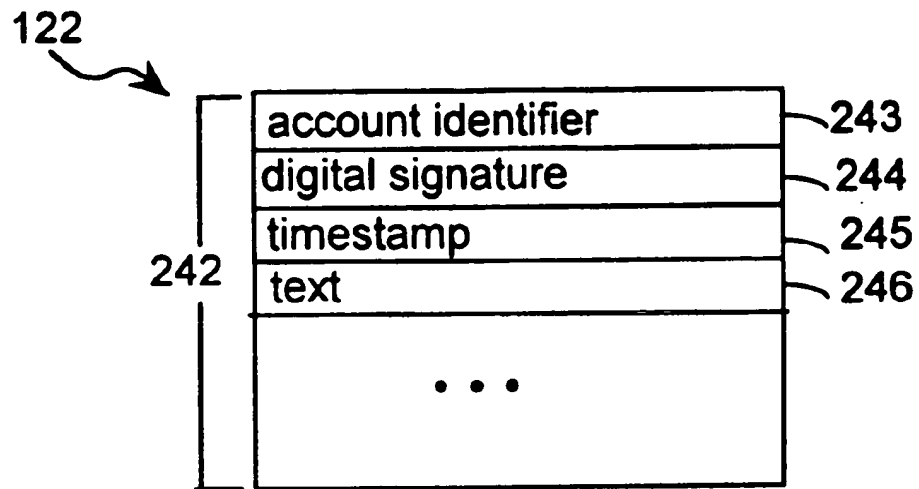 122
account identifier 243
digital signature 244
timestamp 245
242
text 246
• • •